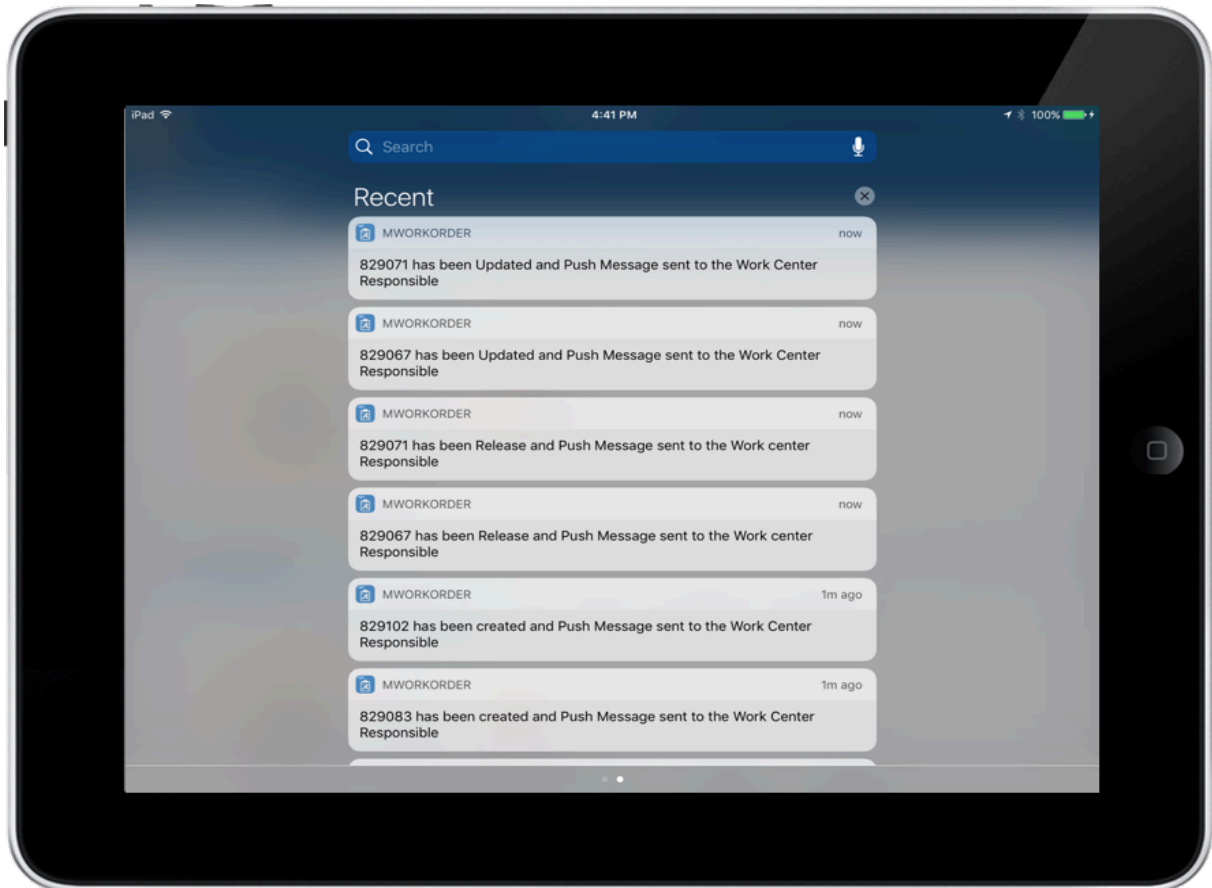 iPad
4:41 PM
100%
Search
Recent
MWORKORDER
now
829071 has been Updated and Push Message sent to the Work Center
Responsible
MWORKORDER
now
829067 has been Updated and Push Message sent to the Work Center
Responsible
MWORKORDER
now
829071 has been Release and Push Message sent to the Work center
Responsible
MWORKORDER
now
829067 has been Release and Push Message sent to the Work center
Responsible
MWORKORDER
1m ago
829102 has been created and Push Message sent to the Work Center
Responsible
MWORKORDER
1m ago
829083 has been created and Push Message sent to the Work Center
Responsible